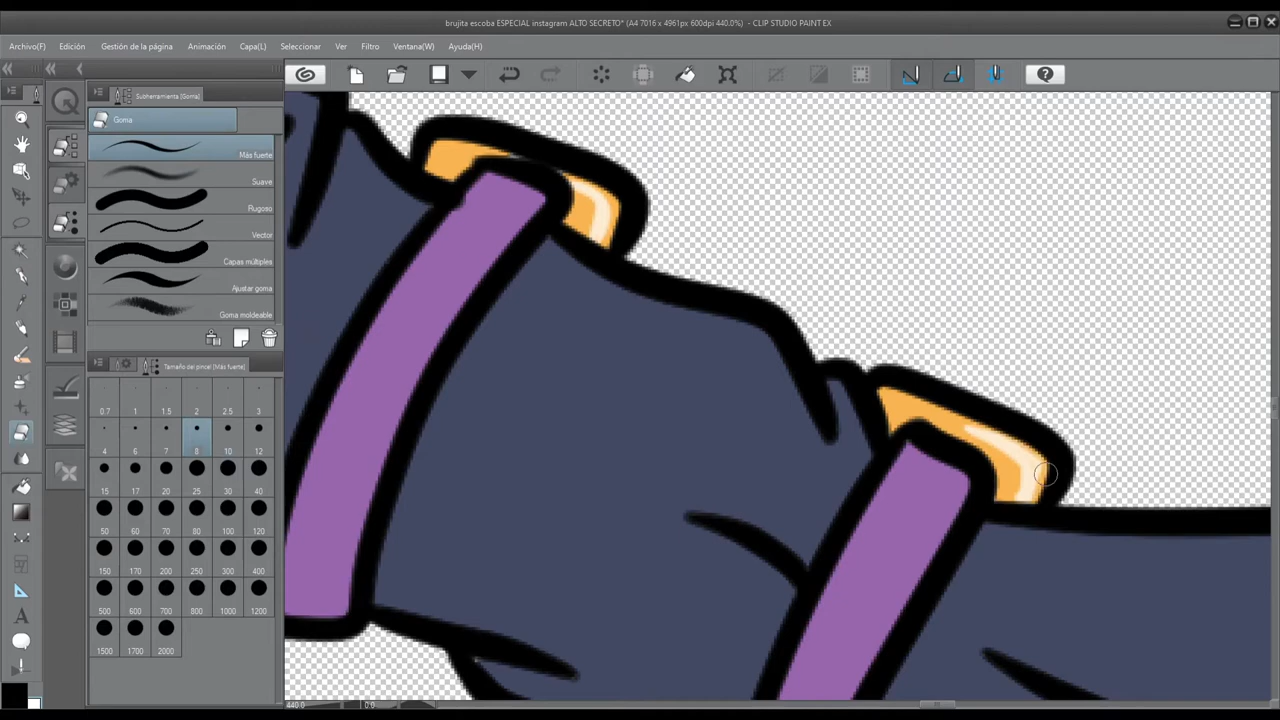 brujita escoba ESPECIAL instagram ALTO SECRETO* (A4 7016 x 4961px 600dpi 440.0%) - CLIP STUDIO PAINT EX
Archivo(F) Edición Gestión de la página Animación Capa(L) Seleccionar Ver Filtro Ventana(W) Ayuda(H)
Subherramienta [Goma]
Goma
Más fuerte
Suave
Rugoso
Vector
Capas múltiples
Ajustar goma
Goma moldeable
Tamaño del pincel [Más fuerte]
0.7 1 1.5 2 2.5 3
4 6 7 8 10 12
15 17 20 25 30 40
50 60 70 80 100 120
150 170 200 250 300 400
500 600 700 800 1000 1200
1500 1700 2000
440.0 0.0